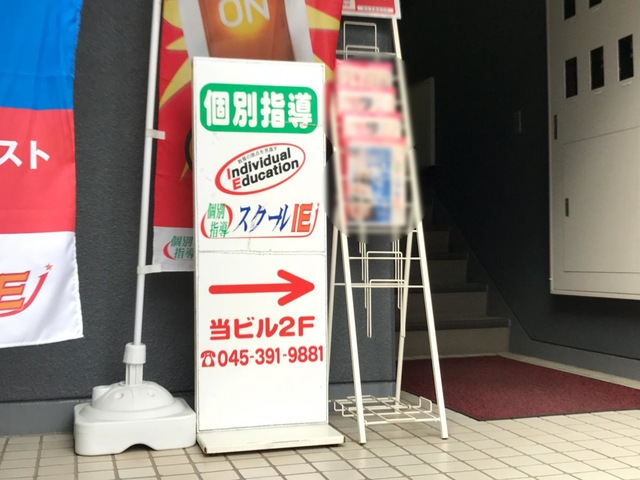 ON
個別指導
Individual
Education
個別
指導
スクールIE
当ビル2F
☎045-391-9881
スト
IE
個別
指導